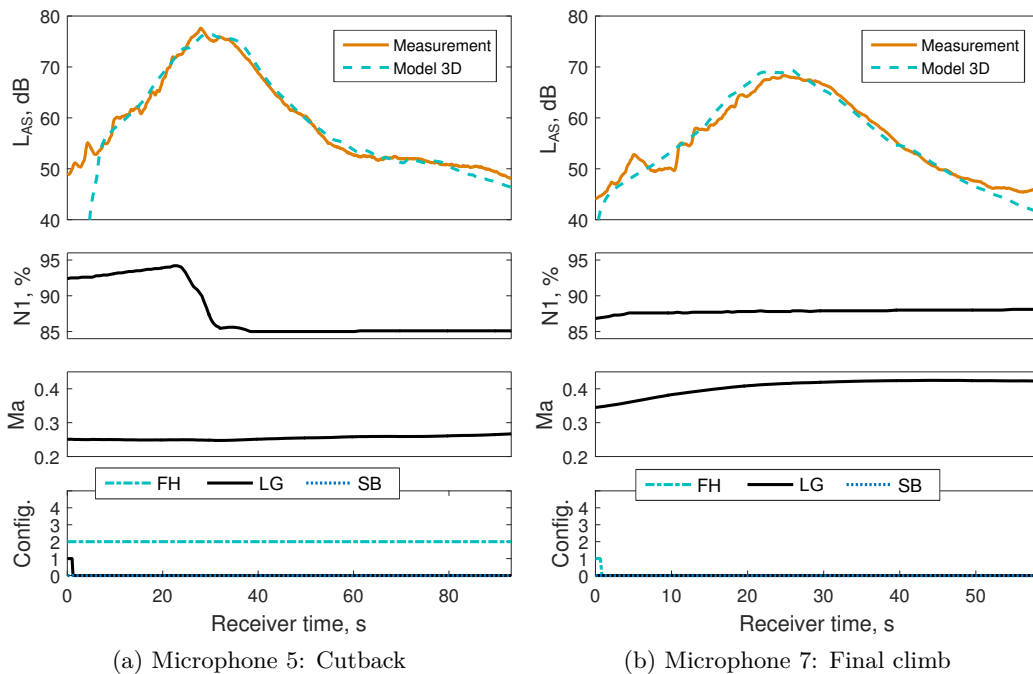 80
70
60
50
40
L_AS, dB
Measurement
Model 3D
95
90
85
N1, %
0.4
0.3
0.2
Ma
FH LG SB
5
4
3
2
1
0
Config.
0 20 40 60 80
Receiver time, s
(a) Microphone 5: Cutback
80
70
60
50
40
L_AS, dB
Measurement
Model 3D
95
90
85
N1, %
0.4
0.3
0.2
Ma
FH LG SB
5
4
3
2
1
0
Config.
0 10 20 30 40 50
Receiver time, s
(b) Microphone 7: Final climb